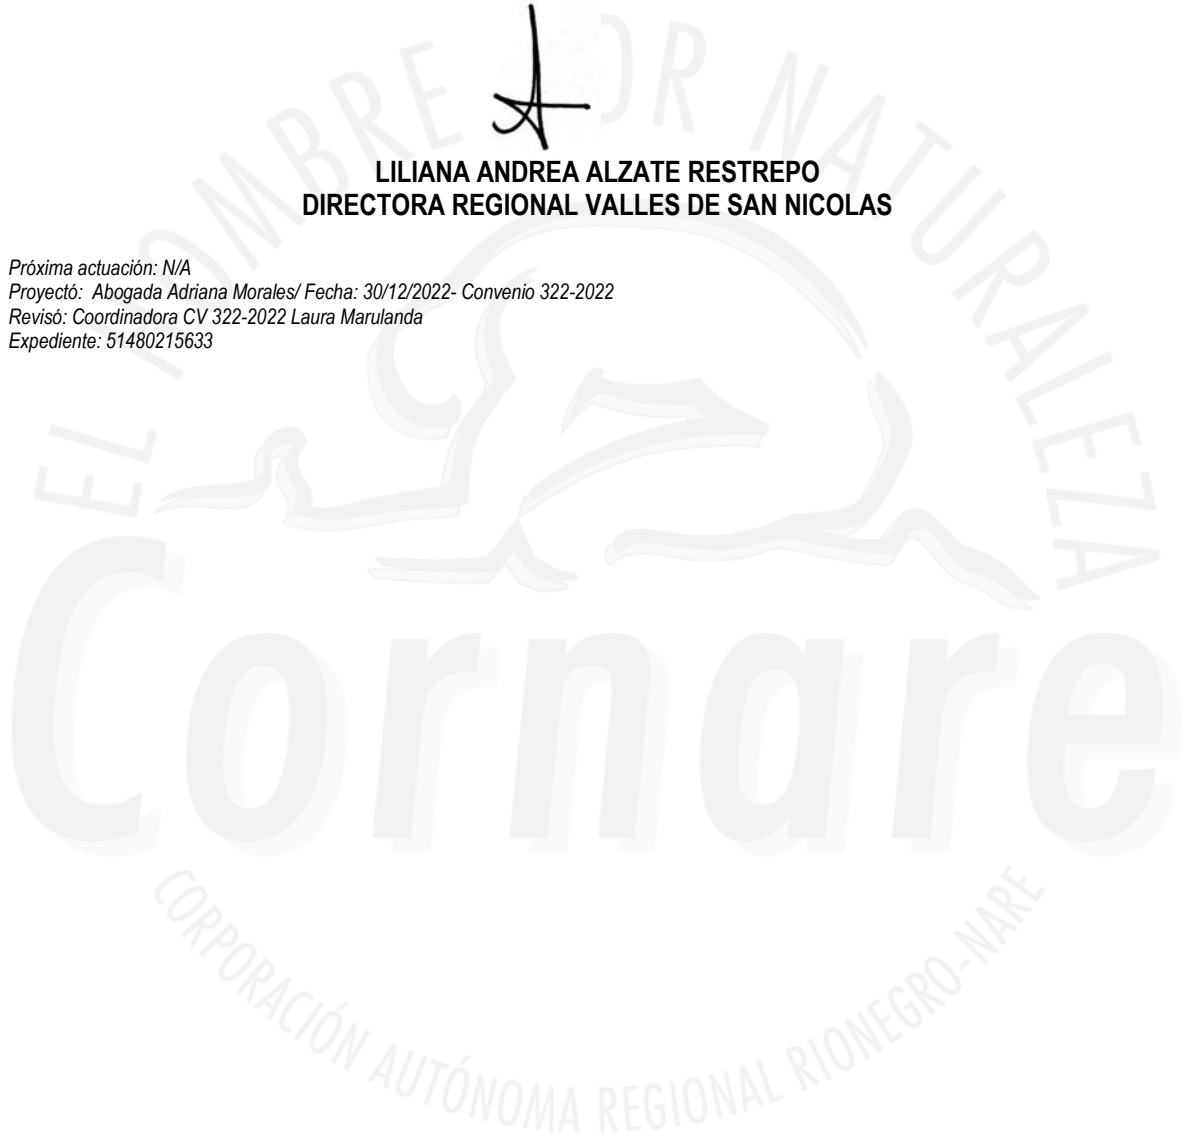 LILIANA ANDREA ALZATE RESTREPO
DIRECTORA REGIONAL VALLES DE SAN NICOLAS
Próxima actuación: N/A
Proyectó: Abogada Adriana Morales/ Fecha: 30/12/2022- Convenio 322-2022
Revisó: Coordinadora CV 322-2022 Laura Marulanda
Expediente: 51480215633
EL HOMBRE POR NATURALEZA
Cornare
CORPORACIÓN AUTÓNOMA REGIONAL RIONEGRO-NARE